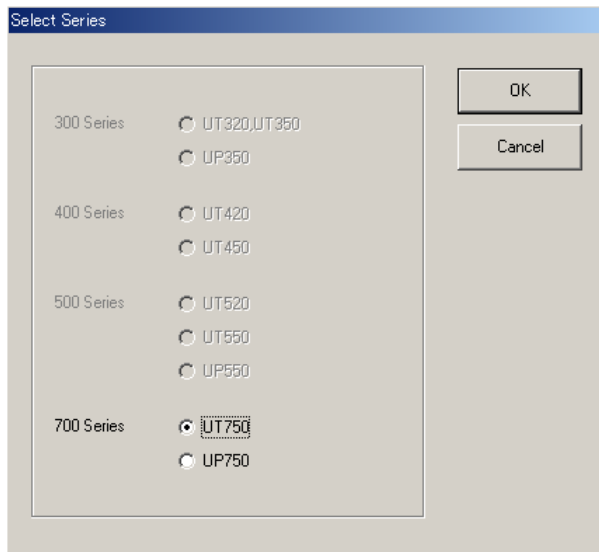 Select Series
OK
Cancel
300 Series UT320,UT350
UP350
400 Series UT420
UT450
500 Series UT520
UT550
UP550
700 Series UT750
UP750